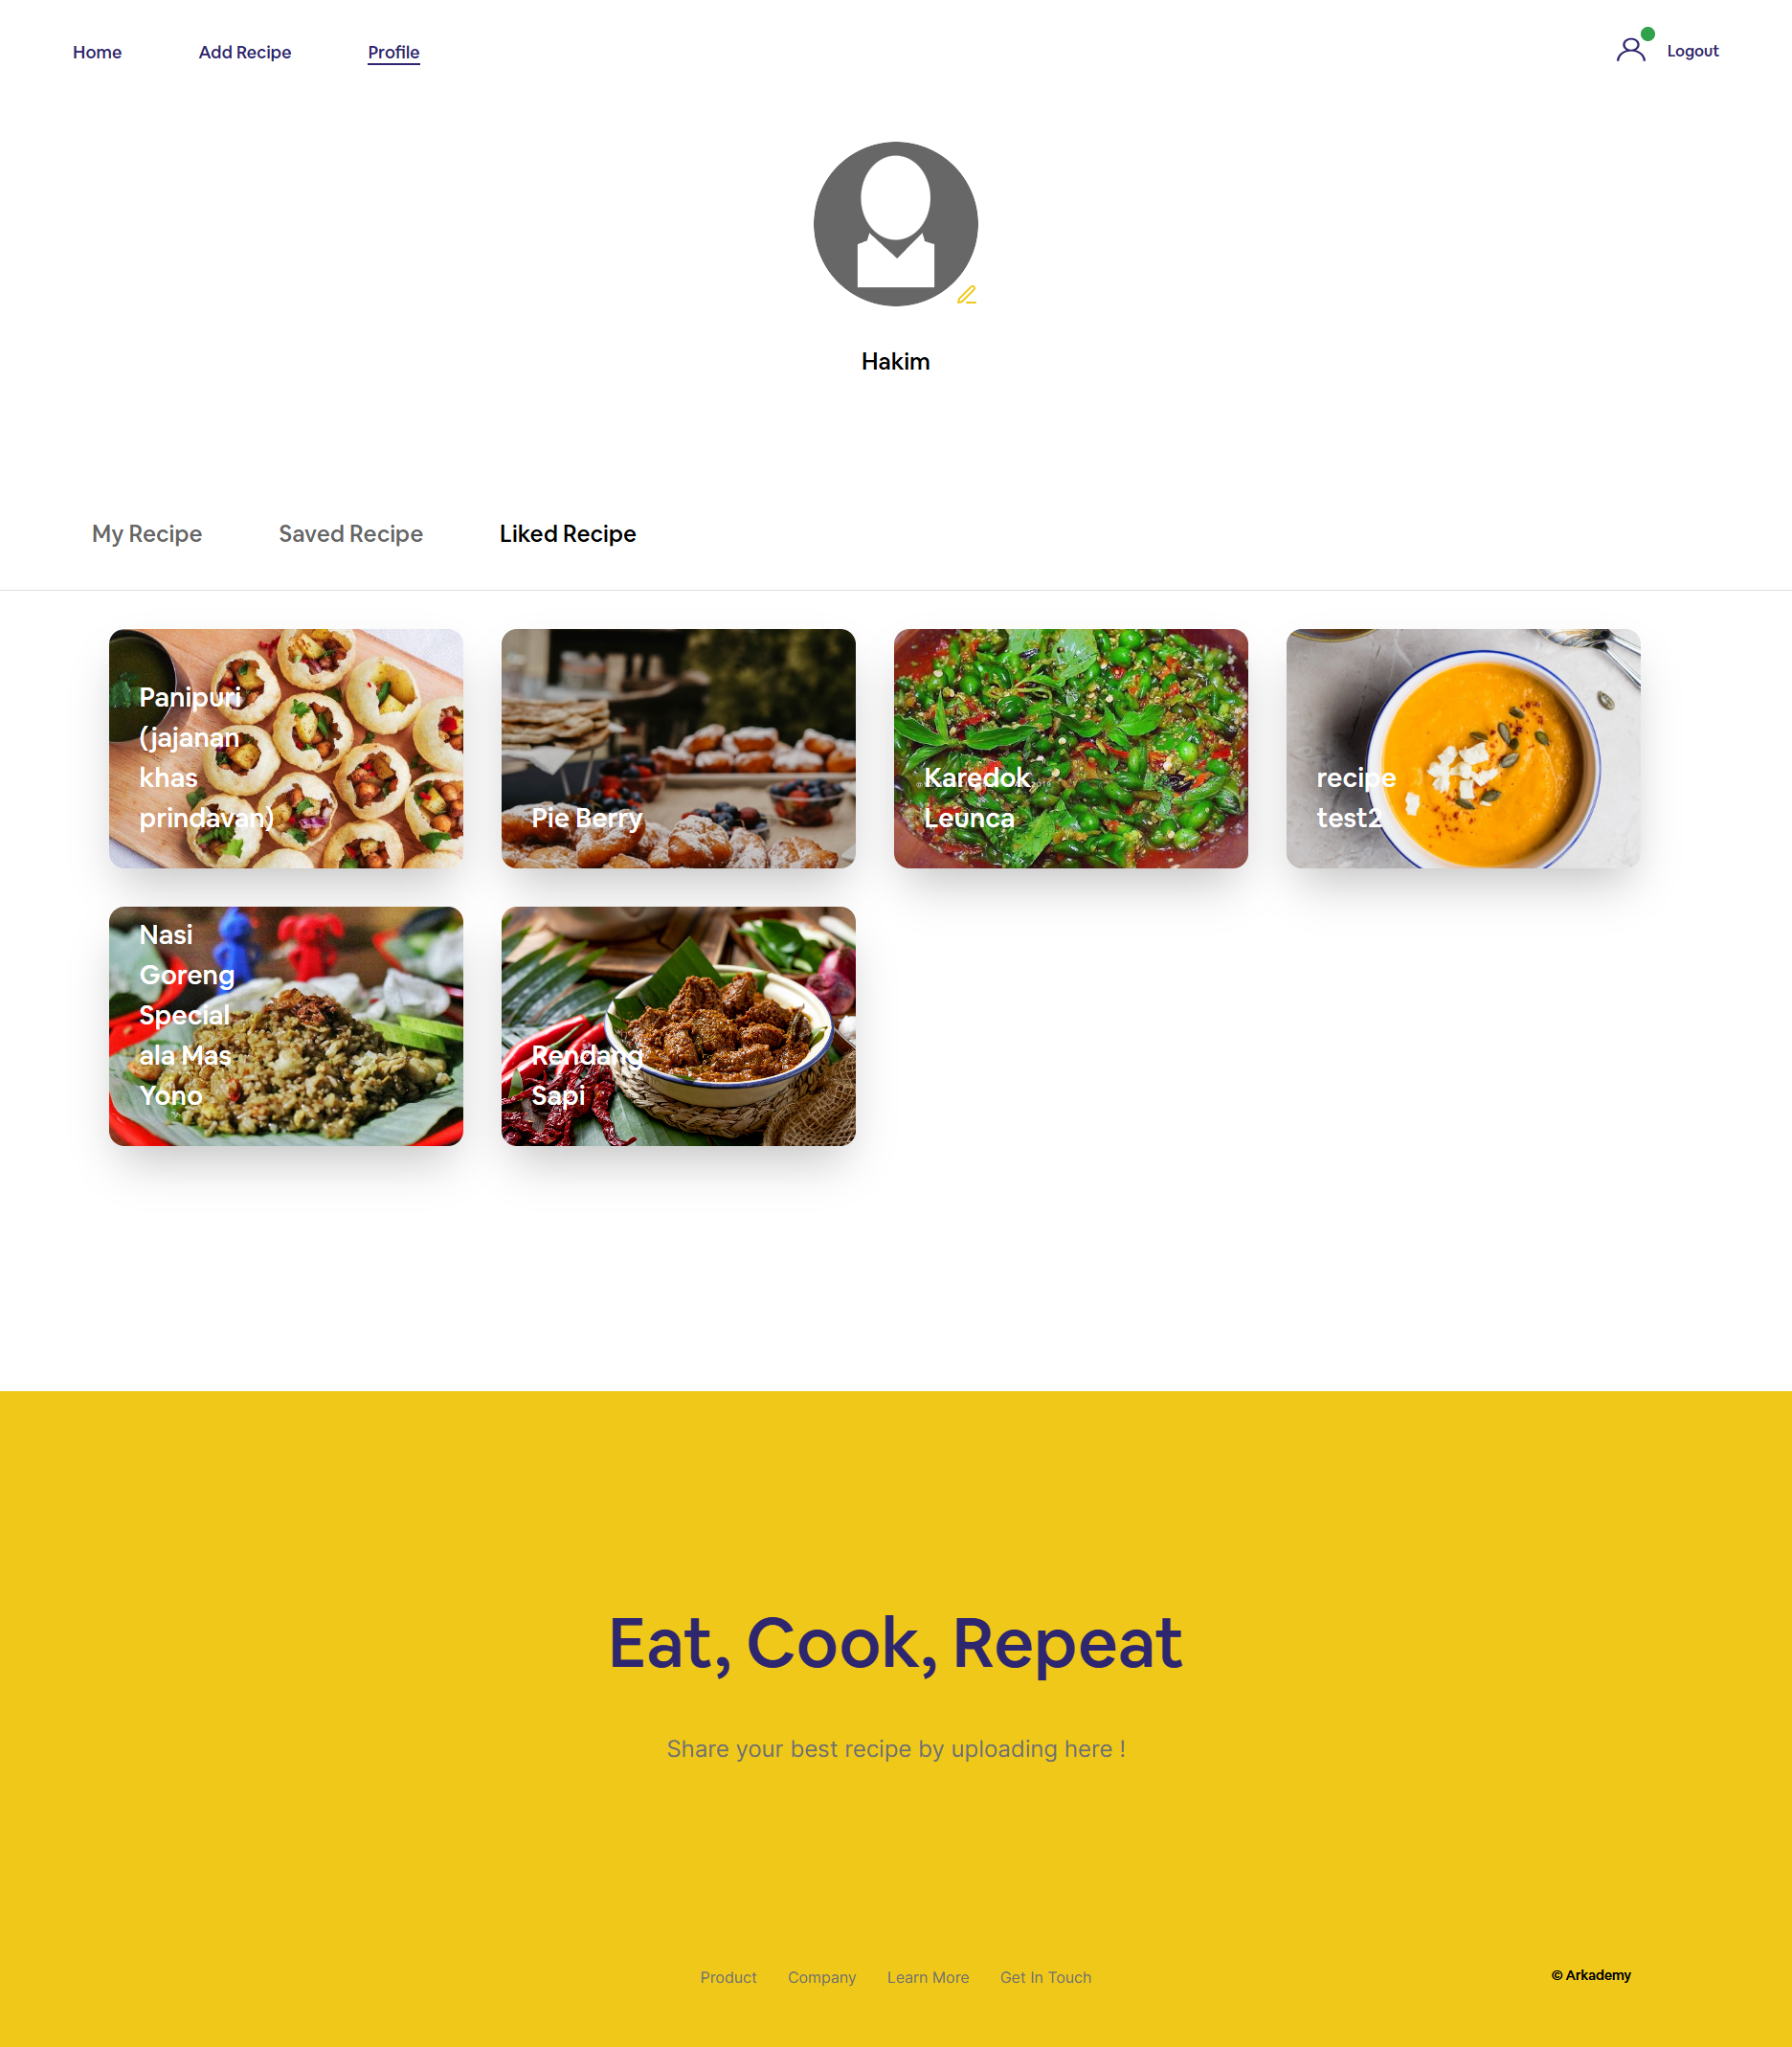 Home
Add Recipe
Profile
Logout
Hakim
My Recipe
Saved Recipe
Liked Recipe
Panipuri
(jajanan
khas
prindavan)
Pie Berry
Karedok
Leunca
recipe
test2
Nasi
Goreng
Special
ala Mas
Yono
Rendang
Sapi
Eat, Cook, Repeat
Share your best recipe by uploading here !
Product
Company
Learn More
Get In Touch
© Arkademy